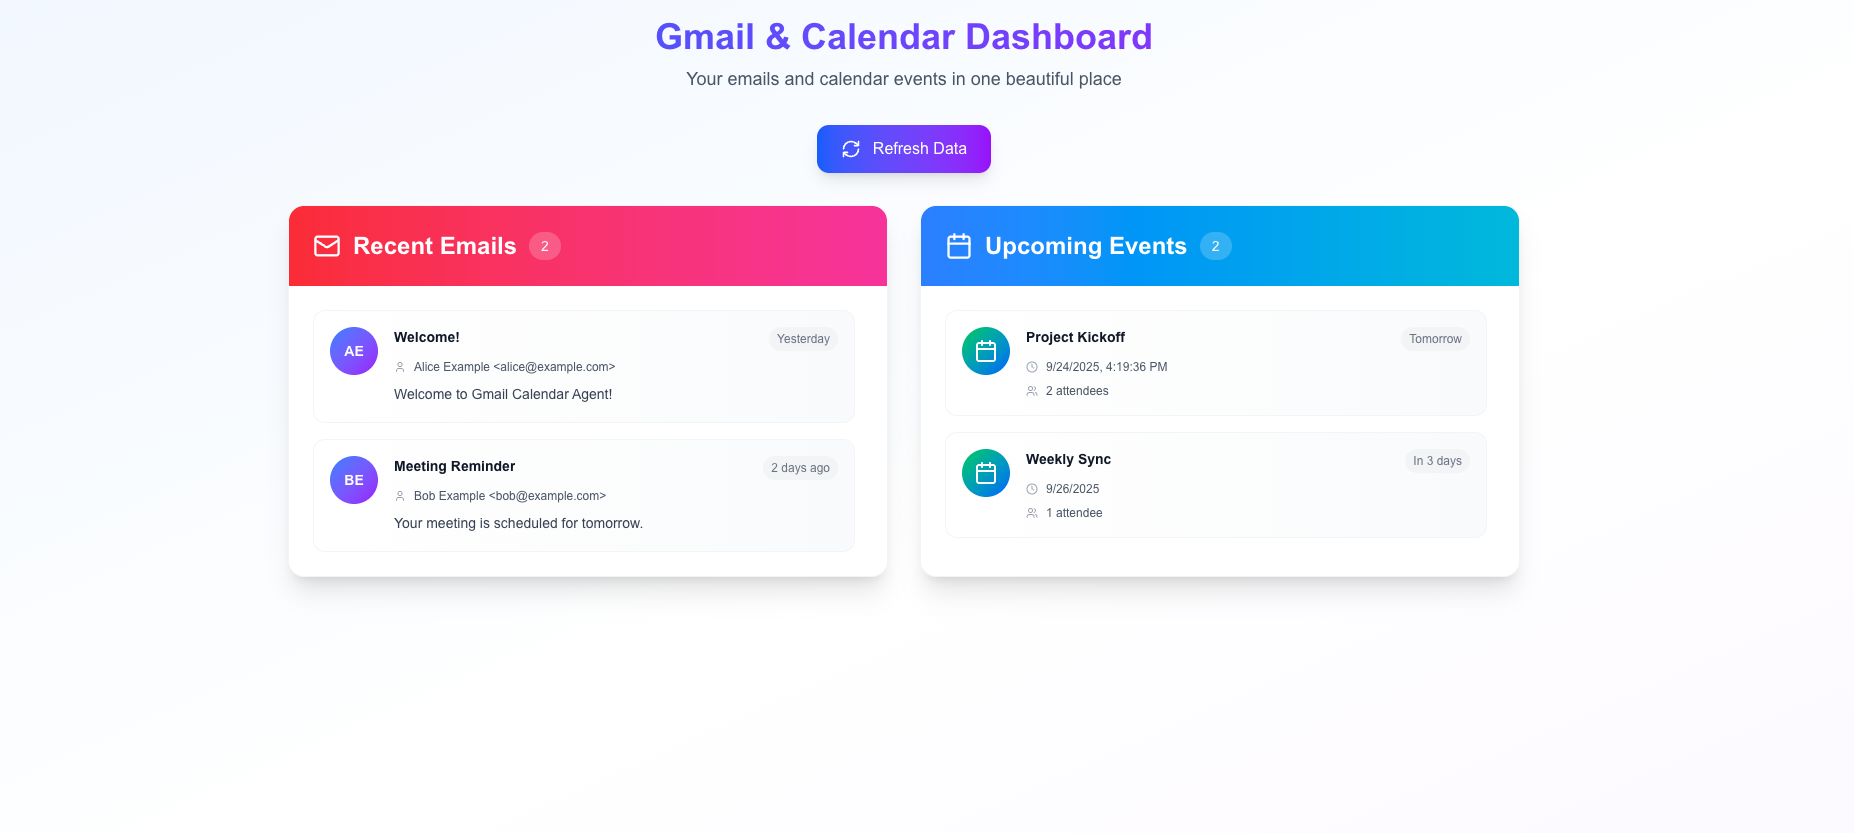 Gmail & Calendar Dashboard
Your emails and calendar events in one beautiful place
Refresh Data
Recent Emails 2
AE
Welcome!
Yesterday
Alice Example <alice@example.com>
Welcome to Gmail Calendar Agent!
BE
Meeting Reminder
2 days ago
Bob Example <bob@example.com>
Your meeting is scheduled for tomorrow.
Upcoming Events 2
Project Kickoff
Tomorrow
9/24/2025, 4:19:36 PM
2 attendees
Weekly Sync
In 3 days
9/26/2025
1 attendee